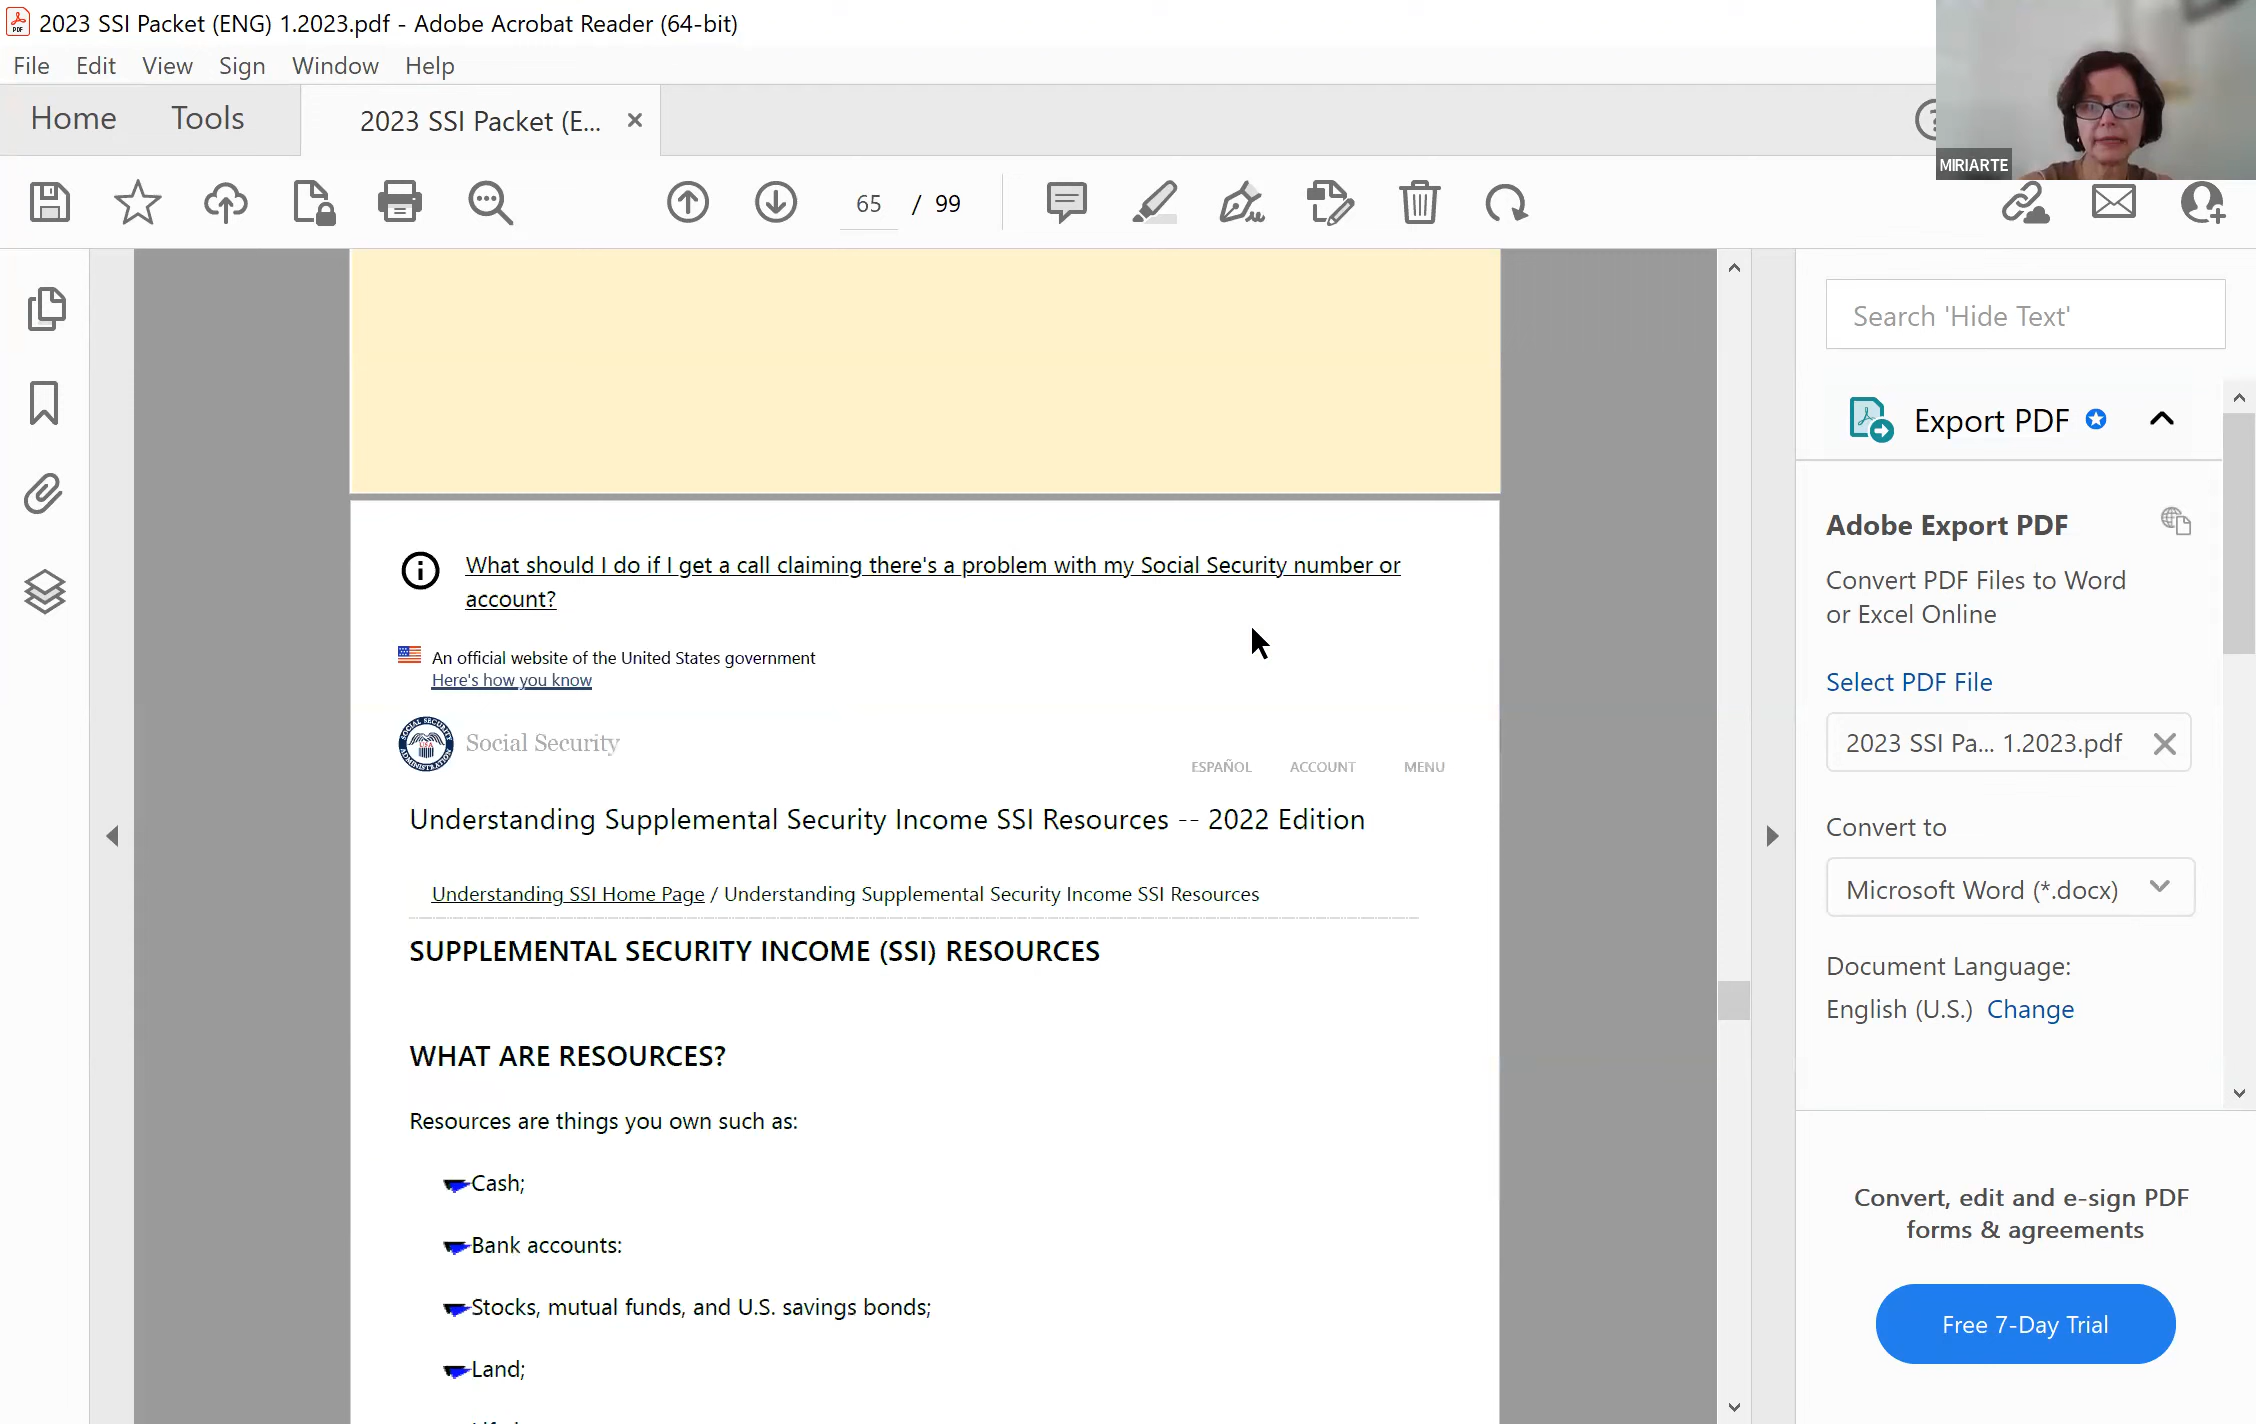 2023 SSI Packet (ENG) 1.2023.pdf - Adobe Acrobat Reader (64-bit)
File Edit View Sign Window Help
Home Tools 2023 SSI Packet (E...
MIRIARTE
65 / 99
Search 'Hide Text'
Export PDF
Adobe Export PDF
Convert PDF Files to Word
or Excel Online
Select PDF File
2023 SSI Pa... 1.2023.pdf
Convert to
Microsoft Word (*.docx)
Document Language:
English (U.S.) Change
Convert, edit and e-sign PDF
forms & agreements
Free 7-Day Trial
What should I do if I get a call claiming there's a problem with my Social Security number or
account?
An official website of the United States government
Here's how you know
Social Security
ESPAÑOL ACCOUNT MENU
Understanding Supplemental Security Income SSI Resources -- 2022 Edition
Understanding SSI Home Page / Understanding Supplemental Security Income SSI Resources
SUPPLEMENTAL SECURITY INCOME (SSI) RESOURCES
WHAT ARE RESOURCES?
Resources are things you own such as:
Cash;
Bank accounts:
Stocks, mutual funds, and U.S. savings bonds;
Land;